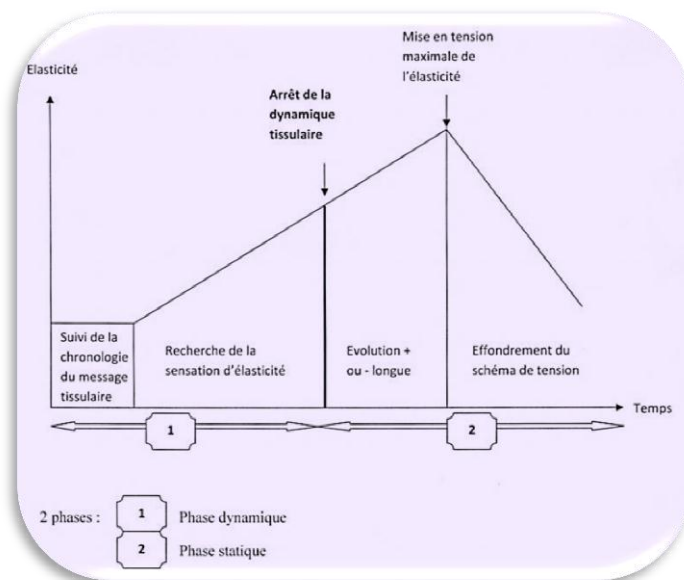 Mise en tension
maximale de
l'élasticité
Elasticité
Arrêt de la
dynamique
tissulaire
Suivi de la
chronologie
du message
tissulaire
Recherche de la
sensation d'élasticité
Evolution +
ou - longue
Effondrement du
schéma de tension
Temps
1
2
2 phases :
1
Phase dynamique
2
Phase statique